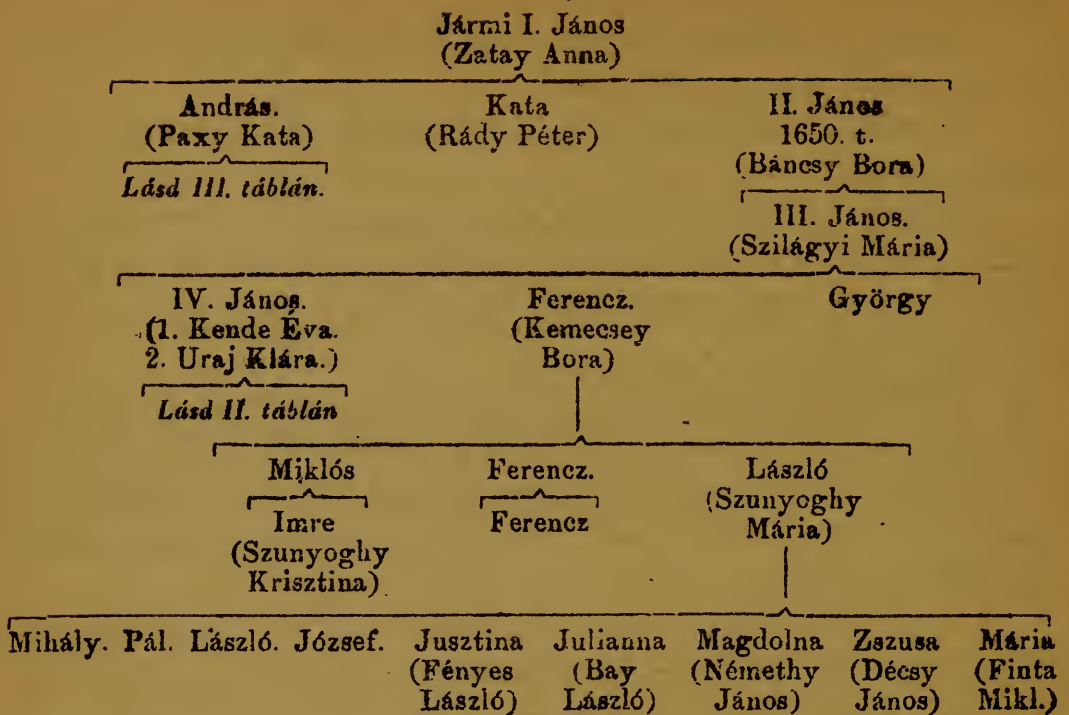 Jármi I. János
(Zatay Anna)
András. Kata II. János
(Paxy Kata) (Rády Péter) 1650. t.
(Báncsy Bora)
Lásd III. táblán.
III. János.
(Szilágyi Mária)
IV. János. Ferencz. György
(1. Kende Éva. (Kemecsey
2. Uraj Klára.) Bora)
Lásd II. táblán
Miklós Ferencz. László
(Szunyoghy
Imre Ferencz Mária)
(Szunyoghy
Krisztina)
Mihály. Pál. László. József. Jusztina Julianna Magdolna Zszusa Mária
(Fényes (Bay (Némethy (Décsy (Finta
László) László) János) János) Mikl.)